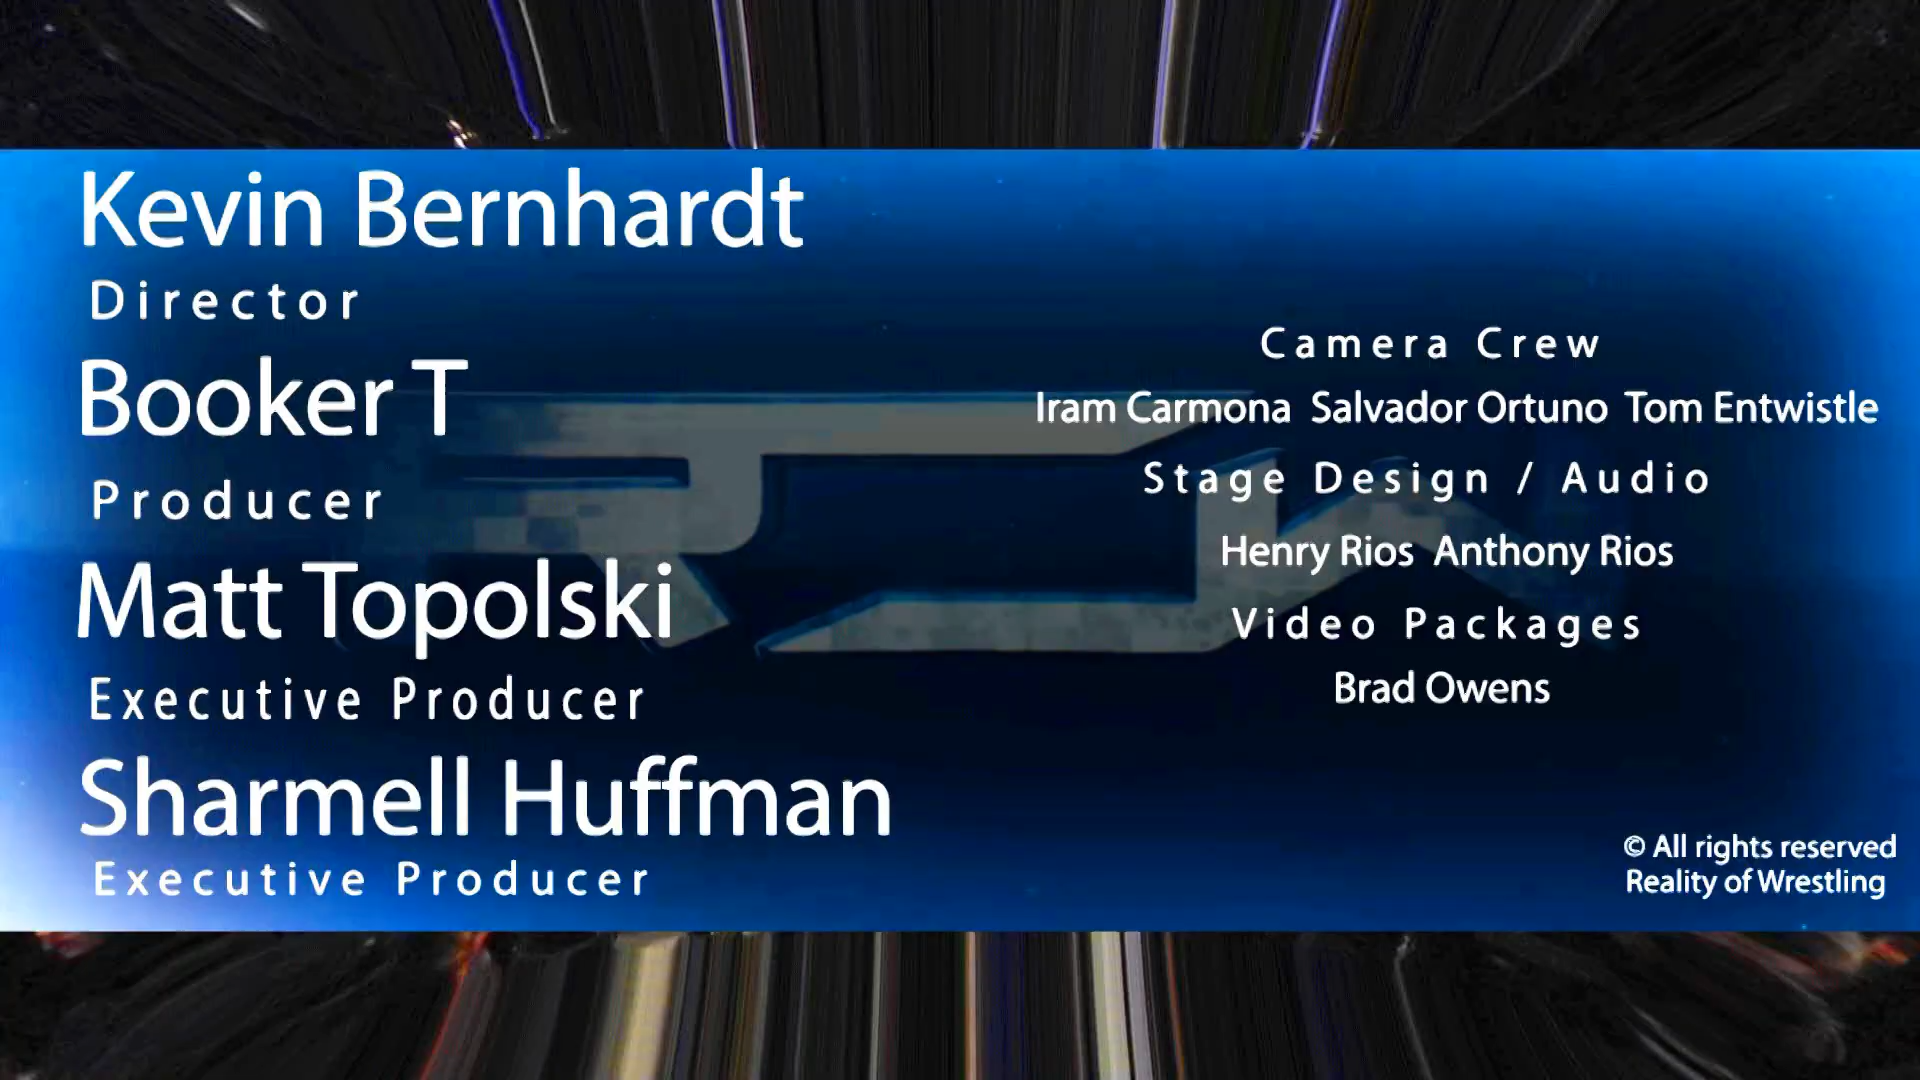 Kevin Bernhardt
Director
Booker T
Producer
Matt Topolski
Executive Producer
Sharmell Huffman
Executive Producer
Camera Crew
Iram Carmona Salvador Ortuno Tom Entwistle
Stage Design / Audio
Henry Rios Anthony Rios
Video Packages
Brad Owens
© All rights reserved
Reality of Wrestling
ROW